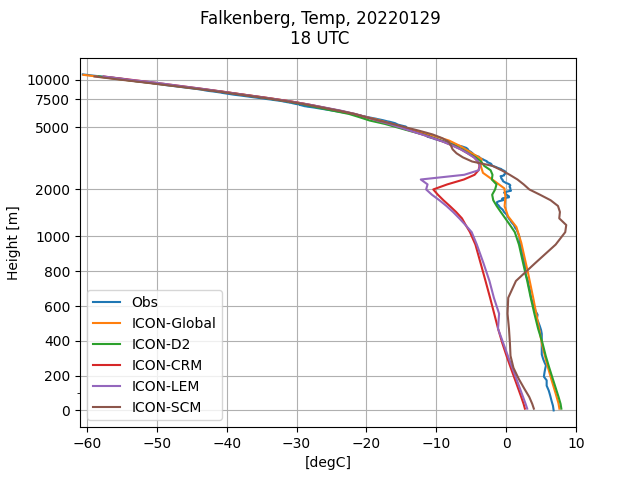 Falkenberg, Temp, 20220129
18 UTC
Height [m]
10000
7500
5000
2000
1000
800
600
400
200
0
Obs
ICON-Global
ICON-D2
ICON-CRM
ICON-LEM
ICON-SCM
−60 −50 −40 −30 −20 −10 0 10
[degC]